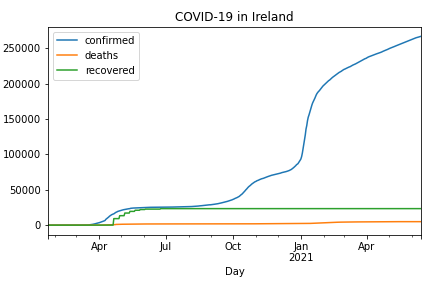 COVID-19 in Ireland
confirmed
deaths
recovered
250000
200000
150000
100000
50000
0
Apr
Jul
Oct
Jan
2021
Apr
Day